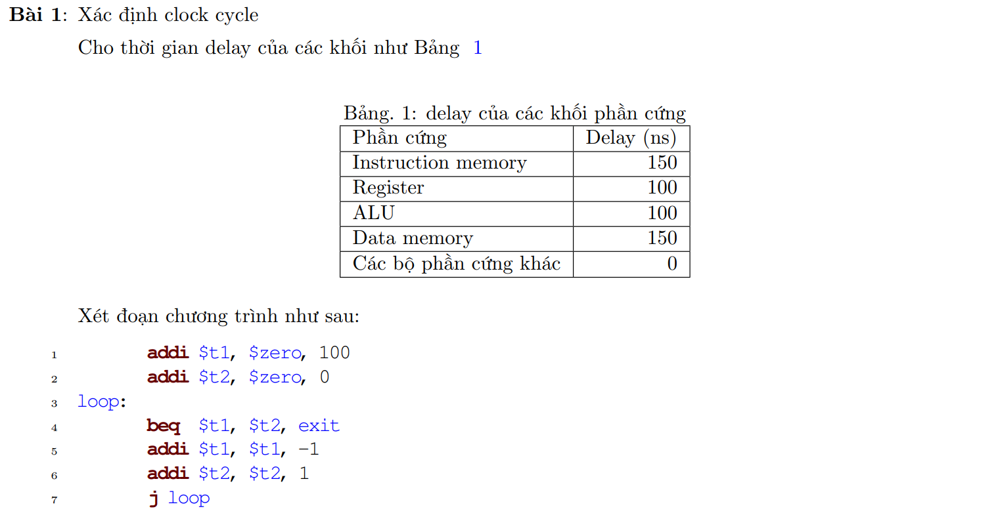 Bài 1: Xác định clock cycle
Cho thời gian delay của các khối như Bảng 1
Bảng. 1: delay của các khối phần cứng
Phần cứng Delay (ns)
Instruction memory 150
Register 100
ALU 100
Data memory 150
Các bộ phần cứng khác 0
Xét đoạn chương trình như sau:
1 addi $t1, $zero, 100
2 addi $t2, $zero, 0
3 loop:
4 beq $t1, $t2, exit
5 addi $t1, $t1, -1
6 addi $t2, $t2, 1
7 j loop